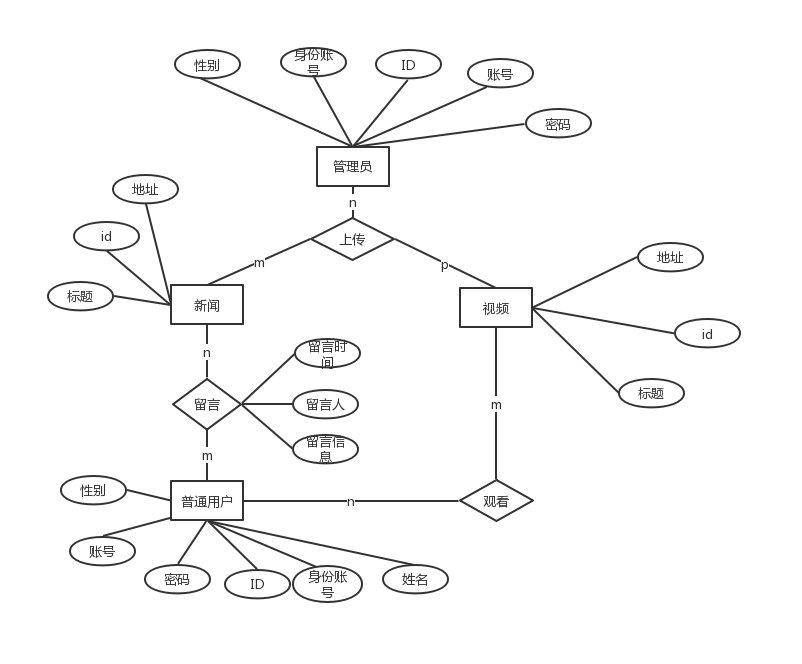 性别
身份账
号
ID
账号
密码
管理员
n
上传
m
p
地址
id
标题
新闻
视频
地址
id
标题
n
留言
留言时
间
留言人
留言信
息
m
m
普通用户
n
观看
性别
账号
密码
ID
身份账
号
姓名